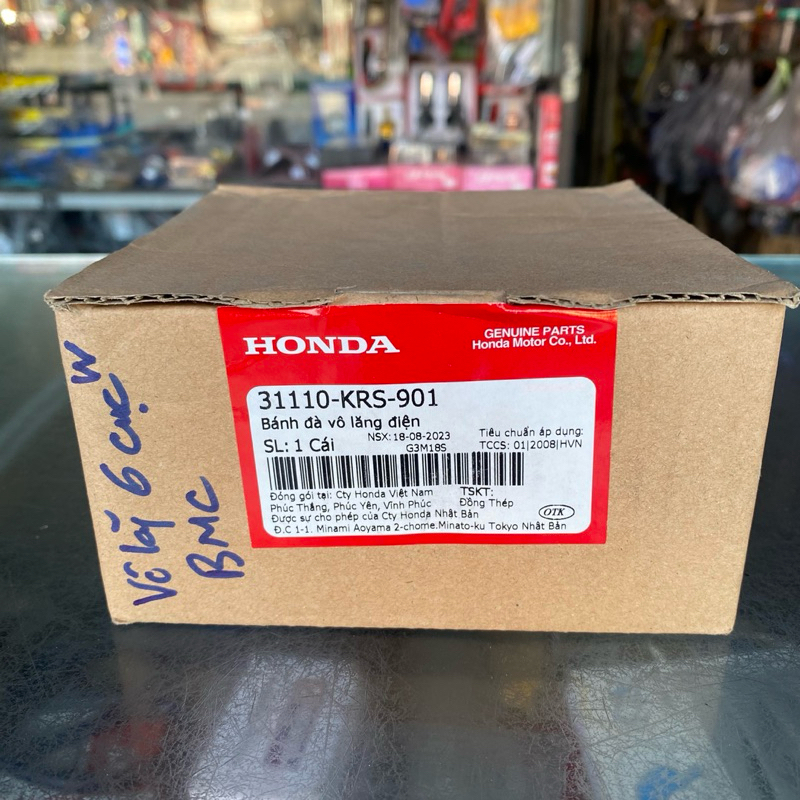 HONDA
GENUINE PARTS
Honda Motor Co., Ltd.
31110-KRS-901
Bánh đà vô lăng điện
SL: 1 Cái
NSX: 18-08-2023
G3M18S
Tiêu chuẩn áp dụng:
TCCS: 01|2008|HVN
Đóng gói tại: Cty Honda Việt Nam
Phúc Thắng, Phúc Yên, Vĩnh Phúc
TSKT:
Đồng Thép
Được sự cho phép của Cty Honda Nhật Bản
Đ.C 1-1. Minami Aoyama 2-chome.Minato-ku Tokyo Nhật Bản
OTK
6 cục W
BMC